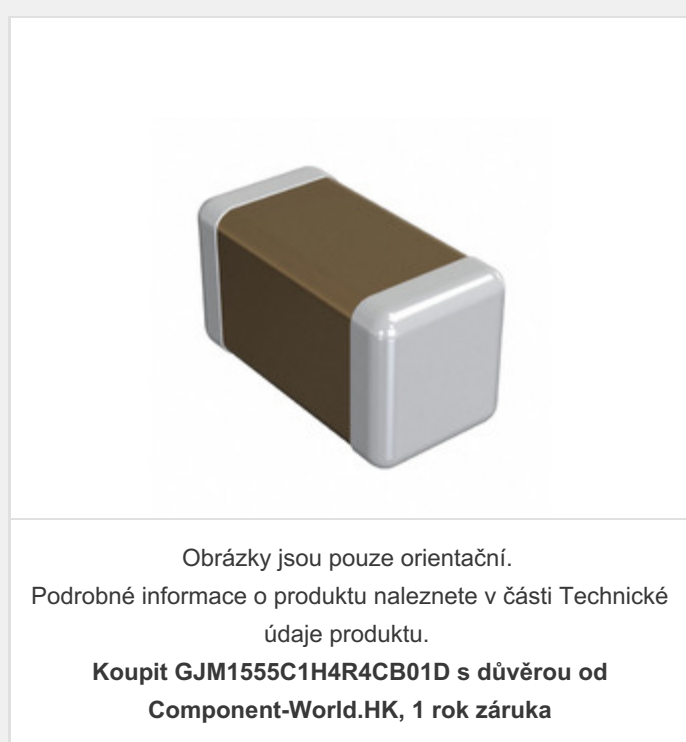 Obrázky jsou pouze orientační.
Podrobné informace o produktu naleznete v části Technické
údaje produktu.
Koupit GJM1555C1H4R4CB01D s důvěrou od
Component-World.HK, 1 rok záruka